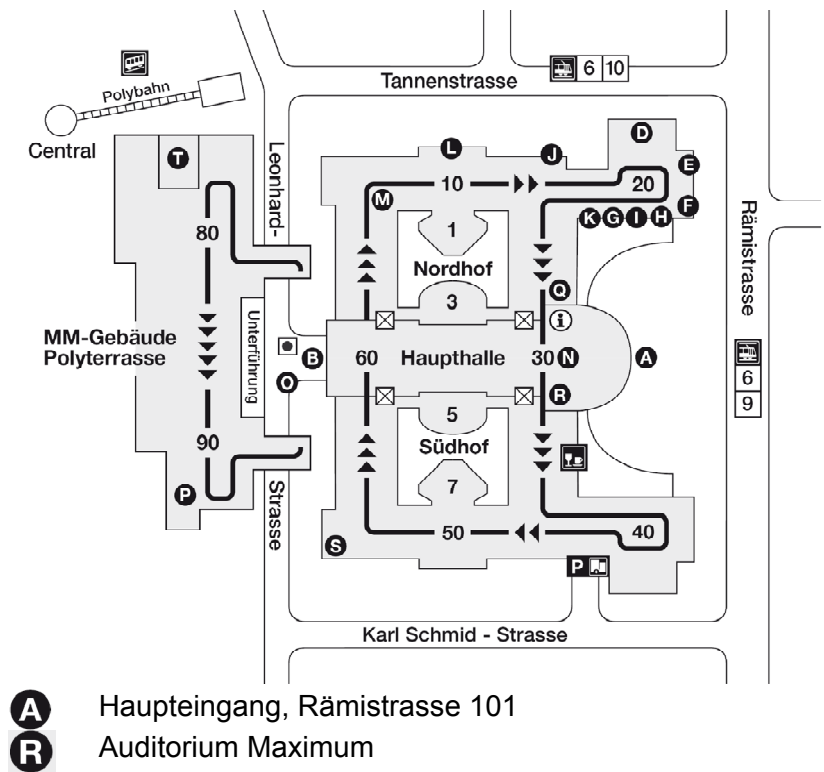 Tannenstrasse
6 10
Polybahn
Central
Leonhard-
Strasse
T
80
MM-Gebäude
Polyterrasse
90
P
Unterführung
B
O
L
J
D
E
F
M
10
20
K G I H
1
Nordhof
3
Q
i
60
Haupthalle
30 N
A
R
5
Südhof
7
S
50
40
P
Rämistrasse
6
9
Karl Schmid - Strasse
A Haupteingang, Rämistrasse 101
R Auditorium Maximum